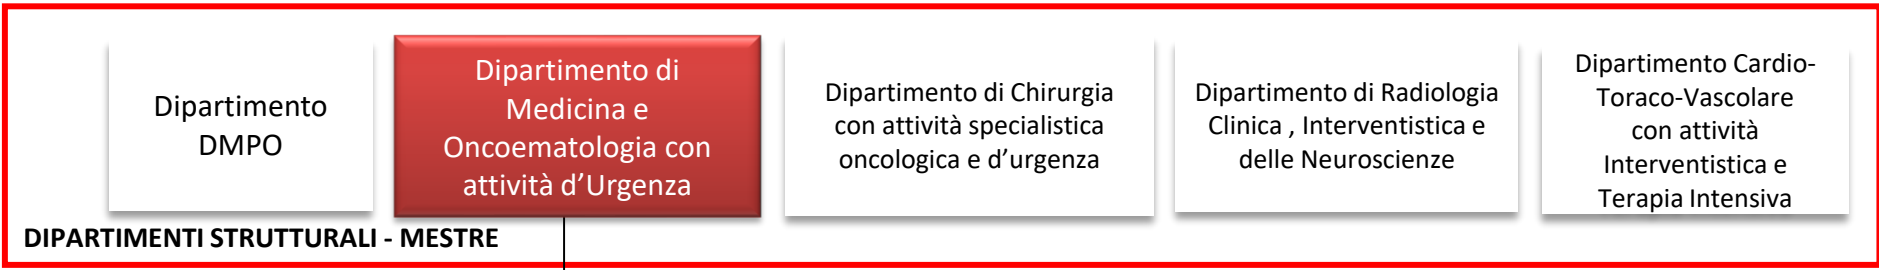 Dipartimento
DMPO
Dipartimento di
Medicina e
Oncoematologia con
attività d’Urgenza
Dipartimento di Chirurgia
con attività specialistica
oncologica e d’urgenza
Dipartimento di Radiologia
Clinica , Interventistica e
delle Neuroscienze
Dipartimento Cardio-
Toraco-Vascolare
con attività
Interventistica e
Terapia Intensiva
DIPARTIMENTI STRUTTURALI - MESTRE